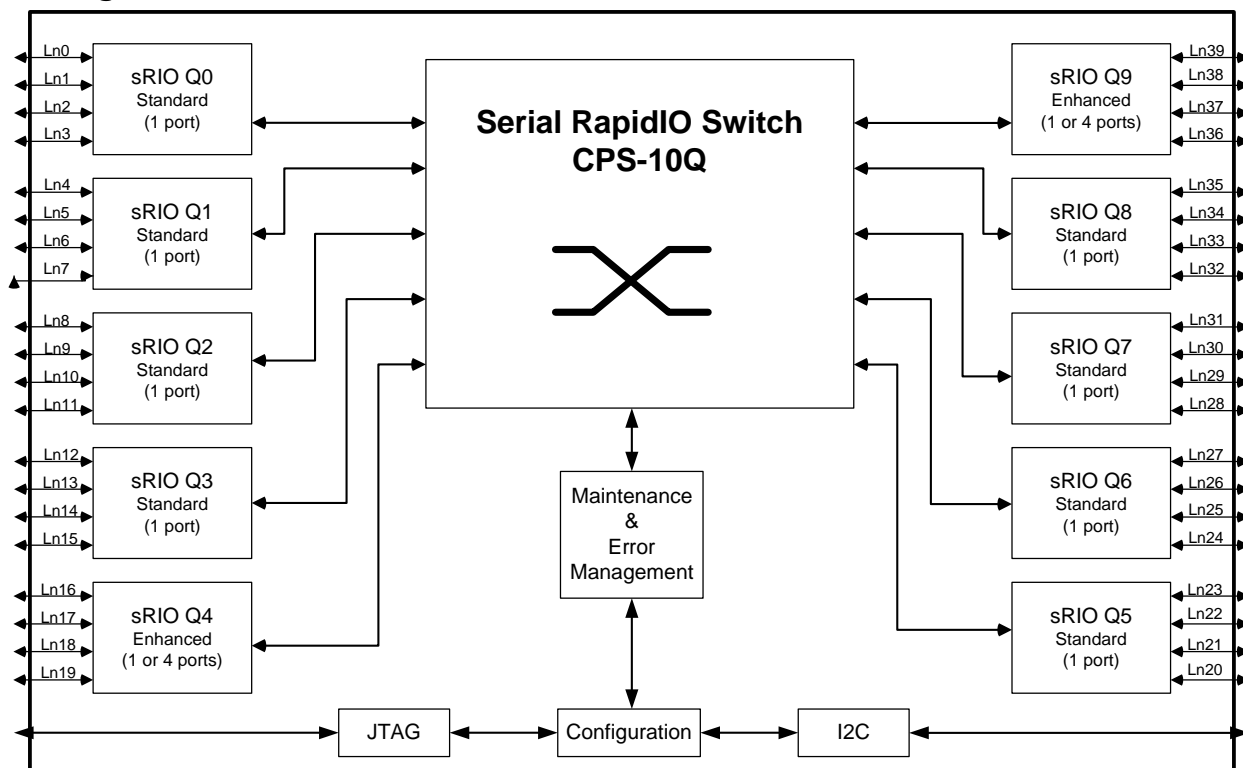 Ln0
Ln1
Ln2
Ln3
sRIO Q0
Standard
(1 port)
Ln4
Ln5
Ln6
Ln7
sRIO Q1
Standard
(1 port)
Ln8
Ln9
Ln10
Ln11
sRIO Q2
Standard
(1 port)
Ln12
Ln13
Ln14
Ln15
sRIO Q3
Standard
(1 port)
Ln16
Ln17
Ln18
Ln19
sRIO Q4
Enhanced
(1 or 4 ports)
Serial RapidIO Switch
CPS-10Q
Maintenance
&
Error
Management
JTAG
Configuration
I2C
sRIO Q9
Enhanced
(1 or 4 ports)
Ln39
Ln38
Ln37
Ln36
sRIO Q8
Standard
(1 port)
Ln35
Ln34
Ln33
Ln32
sRIO Q7
Standard
(1 port)
Ln31
Ln30
Ln29
Ln28
sRIO Q6
Standard
(1 port)
Ln27
Ln26
Ln25
Ln24
sRIO Q5
Standard
(1 port)
Ln23
Ln22
Ln21
Ln20